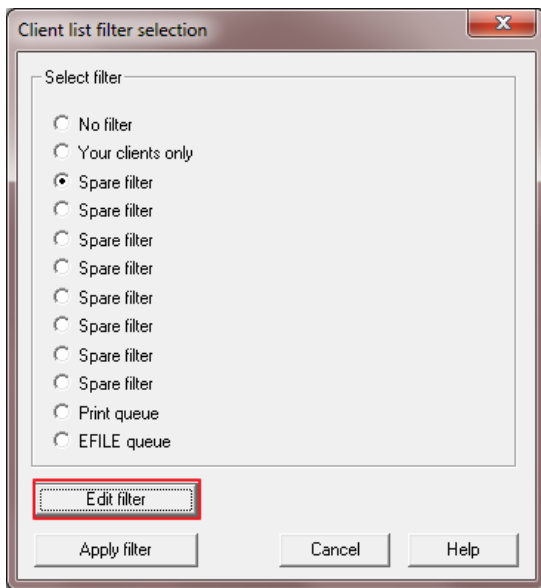 Client list filter selection
Select filter
No filter
Your clients only
Spare filter
Spare filter
Spare filter
Spare filter
Spare filter
Spare filter
Spare filter
Spare filter
Print queue
EFILE queue
Edit filter
Apply filter
Cancel
Help